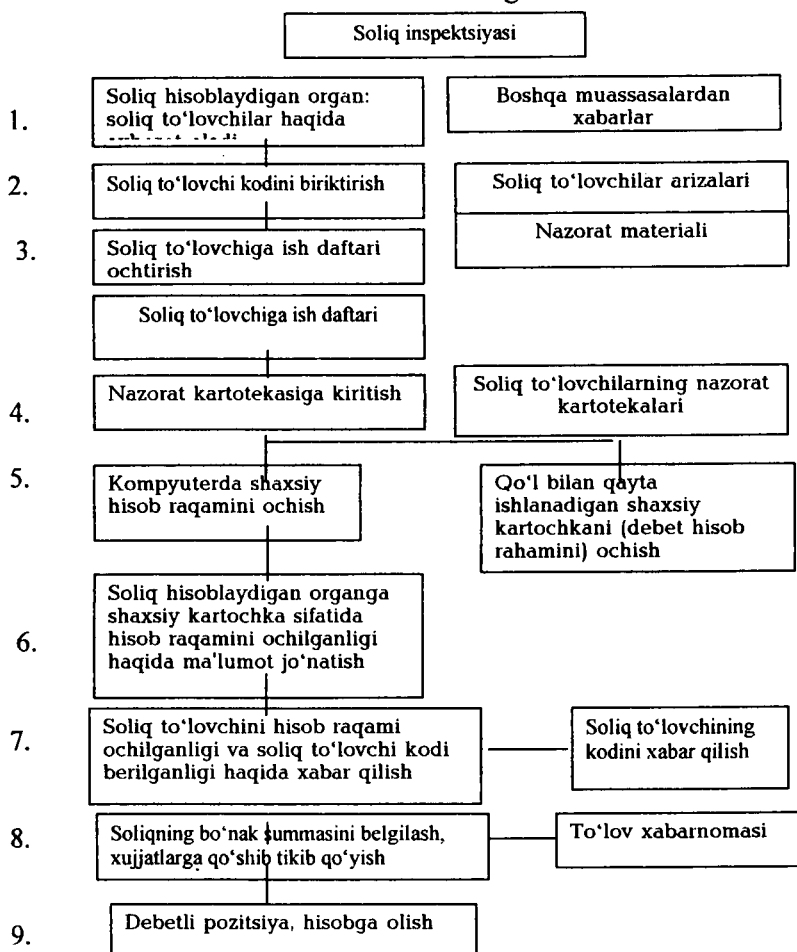 Soliq inspektsiyasi
1.
Soliq hisoblaydigan organ:
soliq to‘lovchilar haqida
Boshqa muassasalardan
xabarlar
2.
Soliq to‘lovchi kodini biriktirish
Soliq to‘lovchilar arizalari
Nazorat materiali
3.
Soliq to‘lovchiga ish daftari
ochtirish
Soliq to‘lovchiga ish daftari
4.
Nazorat kartotekasiga kiritish
Soliq to‘lovchilarning nazorat
kartotekalari
5.
Kompyuterda shaxsiy
hisob raqamini ochish
Qo‘l bilan qayta
ishlanadigan shaxsiy
kartochkani (debet hisob
rahamini) ochish
6.
Soliq hisoblaydigan organga
shaxsiy kartochka sifatida
hisob raqamini ochilganligi
haqida ma'lumot jo‘natish
7.
Soliq to‘lovchini hisob raqami
ochilganligi va soliq to‘lovchi kodi
berilganligi haqida xabar qilish
Soliq to‘lovchining
kodini xabar qilish
8.
Soliqning bo‘nak summasini belgilash,
xujjatlarga qo‘shib tikib qo‘yish
To‘lov xabarnomasi
9.
Debetli pozitsiya, hisobga olish